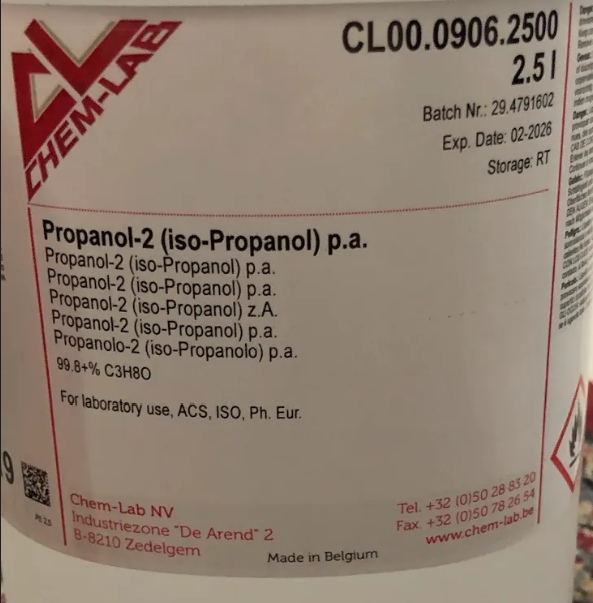 CHEM-LAB
CL00.0906.2500
2.5 l
Batch Nr.: 29.4791602
Exp. Date: 02-2026
Storage: RT
Propanol-2 (iso-Propanol) p.a.
Propanol-2 (iso-Propanol) p.a.
Propanol-2 (iso-Propanol) p.a.
Propanol-2 (iso-Propanol) z.A.
Propanol-2 (iso-Propanol) p.a.
Propanolo-2 (iso-Propanolo) p.a.
99.8+% C3H8O
For laboratory use, ACS, ISO, Ph. Eur.
9
PE 2,5
Chem-Lab NV
Industriezone "De Arend" 2
B-8210 Zedelgem
Made in Belgium
Tel. +32 (0)50 28 83 20
Fax. +32 (0)50 78 26 54
www.chem-lab.be